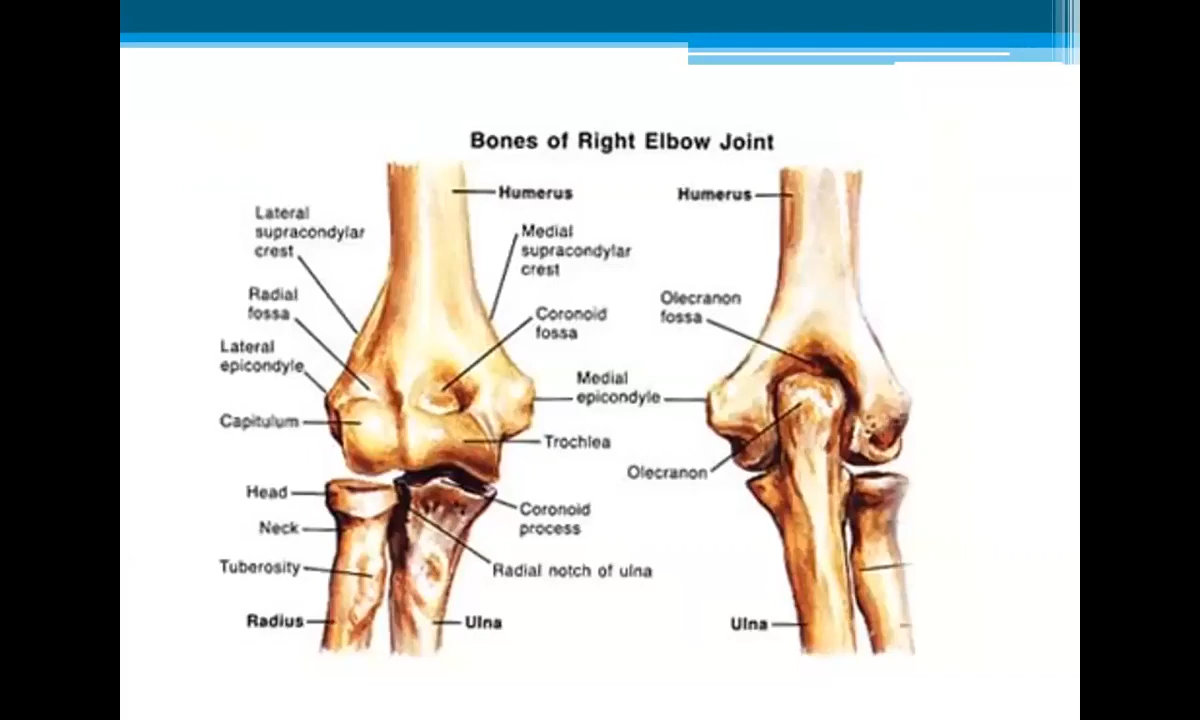 Bones of Right Elbow Joint
Humerus
Lateral
supracondylar
crest
Medial
supracondylar
crest
Radial
fossa
Coronoid
fossa
Lateral
epicondyle
Medial
epicondyle
Capitulum
Trochlea
Head
Coronoid
process
Neck
Tuberosity
Radial notch of ulna
Radius
Ulna
Humerus
Olecranon
fossa
Olecranon
Ulna